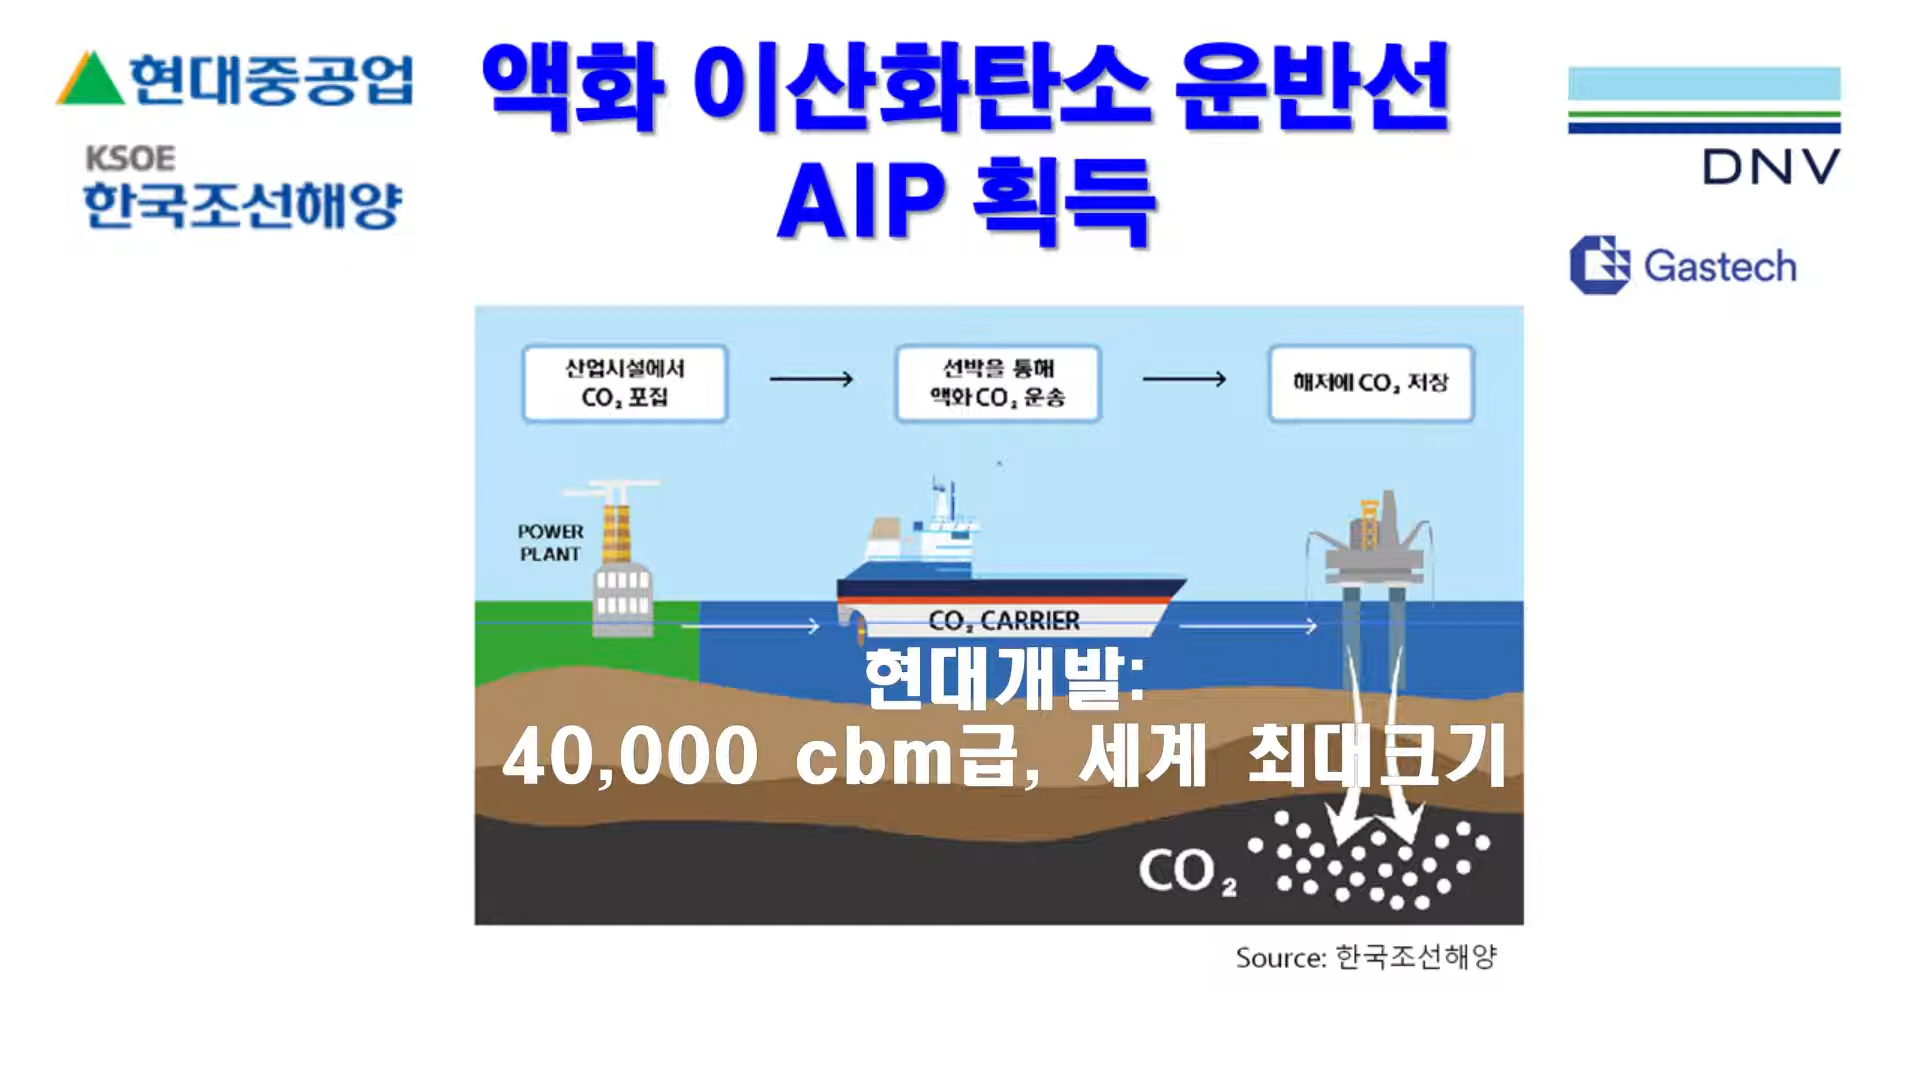 현대중공업
KSOE
한국조선해양
액화 이산화탄소 운반선
AIP 획득
DNV
Gastech
산업시설에서
CO₂ 포집
선박을 통해
액화 CO₂ 운송
해저에 CO₂ 저장
POWER
PLANT
CO₂ CARRIER
현대개발:
40,000 cbm급, 세계 최대크기
CO₂
Source: 한국조선해양